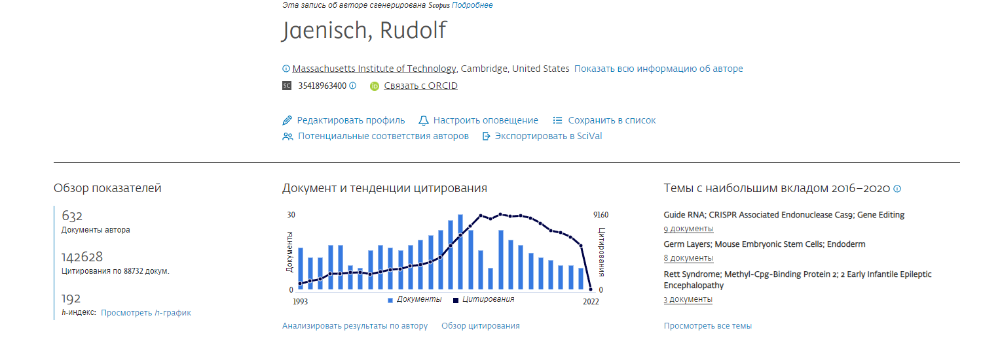 Эта запись об авторе сгенерирована Scopus Подробнее
Jaenisch, Rudolf
Massachusetts Institute of Technology, Cambridge, United States Показать всю информацию об авторе
SC 35418963400 iD Связать с ORCID
Редактировать профиль Настроить оповещение Сохранить в список
Потенциальные соответствия авторов Экспортировать в SciVal
Обзор показателей
632
Документы автора
142628
Цитирования по 88732 докум.
192
h-индекс: Просмотреть h-график
Документ и тенденции цитирования
30
9160
Документы
Цитирования
0
0
1993
2022
Документы Цитирования
Анализировать результаты по автору Обзор цитирования
Темы с наибольшим вкладом 2016–2020
Guide RNA; CRISPR Associated Endonuclease Cas9; Gene Editing
9 документы
Germ Layers; Mouse Embryonic Stem Cells; Endoderm
8 документы
Rett Syndrome; Methyl-Cpg-Binding Protein 2; 2 Early Infantile Epileptic
Encephalopathy
3 документы
Просмотреть все темы